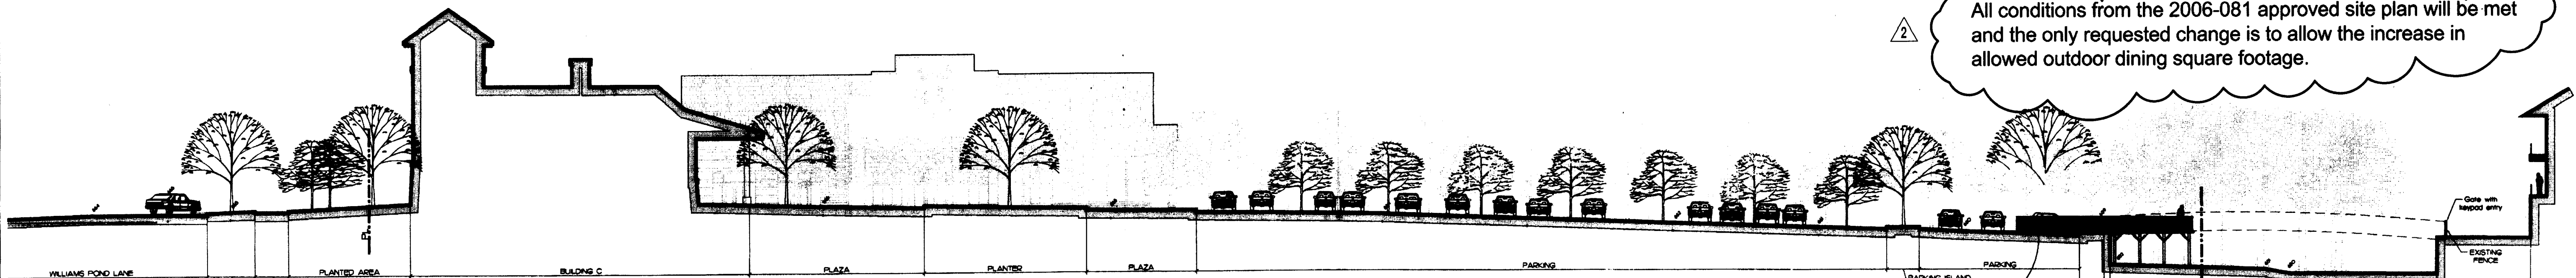 All conditions from the 2006-081 approved site plan will be met
and the only requested change is to allow the increase in
allowed outdoor dining square footage.
2
Gate with
keypad entry
EXISTING
FENCE
WILLIAMS POND LANE
PLANTED AREA
BUILDING C
PLAZA
PLANTER
PLAZA
PARKING
PARKING ISLAND
PARKING